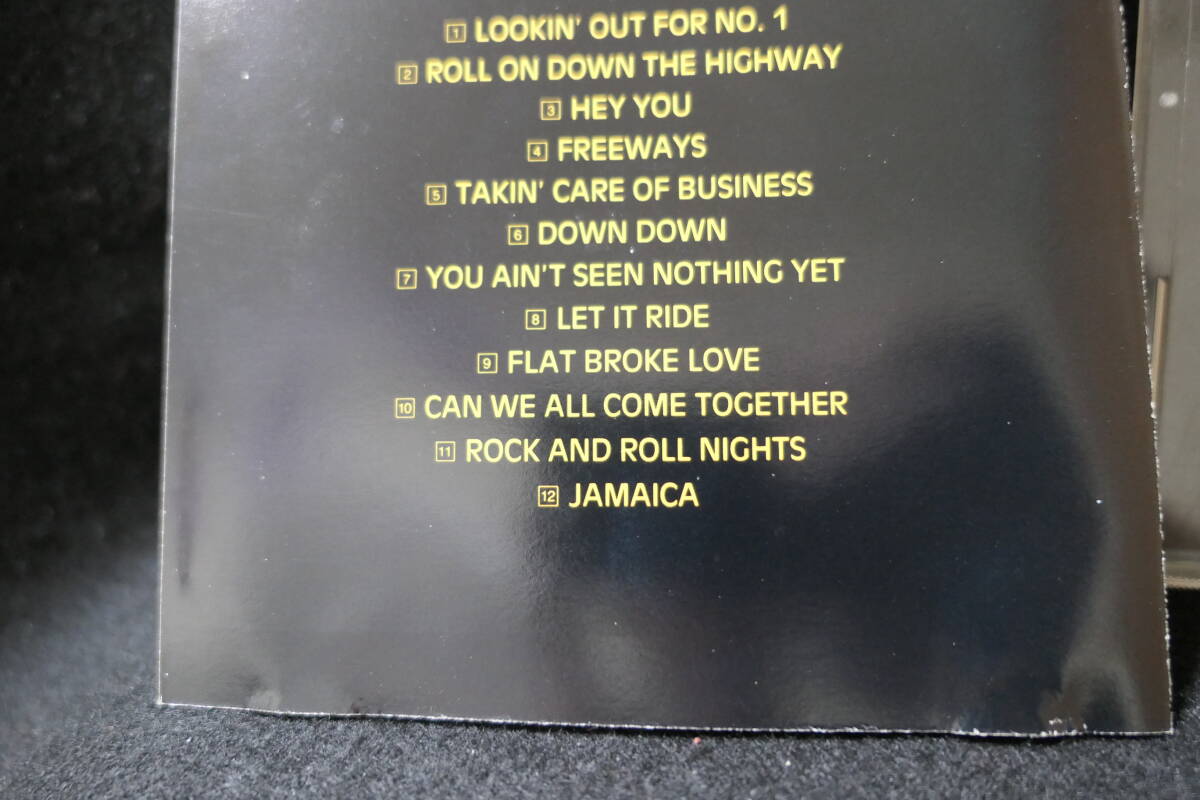 1 LOOKIN' OUT FOR NO. 1
2 ROLL ON DOWN THE HIGHWAY
3 HEY YOU
4 FREEWAYS
5 TAKIN' CARE OF BUSINESS
6 DOWN DOWN
7 YOU AIN'T SEEN NOTHING YET
8 LET IT RIDE
9 FLAT BROKE LOVE
10 CAN WE ALL COME TOGETHER
11 ROCK AND ROLL NIGHTS
12 JAMAICA